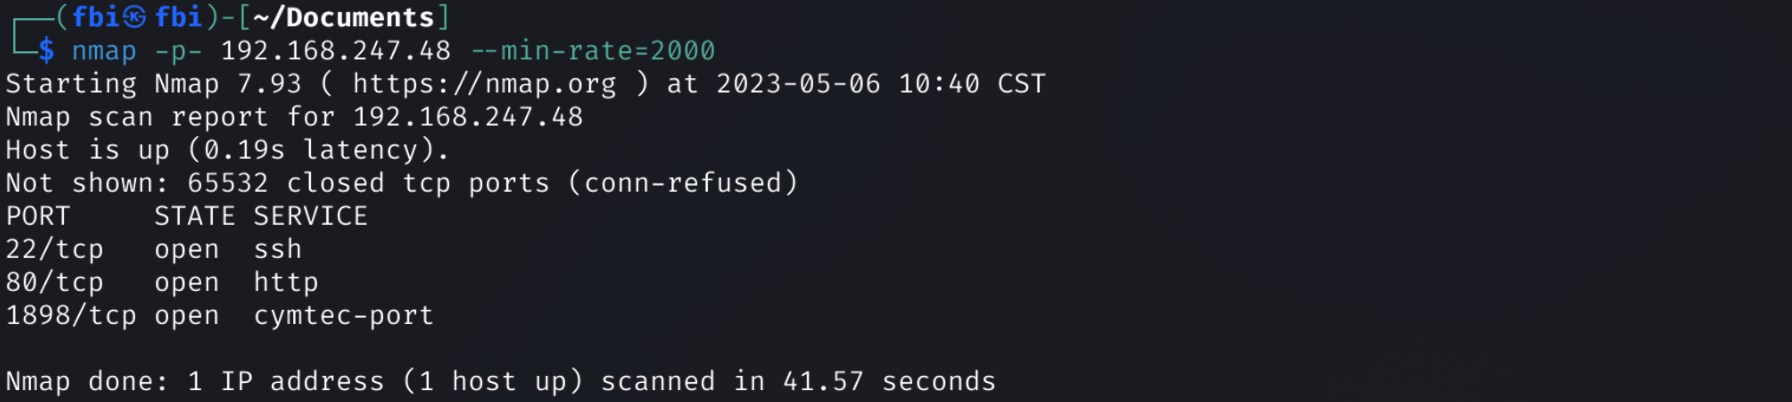 ┌──(fbi㉿fbi)-[~/Documents]
└─$ nmap -p- 192.168.247.48 --min-rate=2000
Starting Nmap 7.93 ( https://nmap.org ) at 2023-05-06 10:40 CST
Nmap scan report for 192.168.247.48
Host is up (0.19s latency).
Not shown: 65532 closed tcp ports (conn-refused)
PORT     STATE SERVICE
22/tcp   open  ssh
80/tcp   open  http
1898/tcp open  cymtec-port
Nmap done: 1 IP address (1 host up) scanned in 41.57 seconds